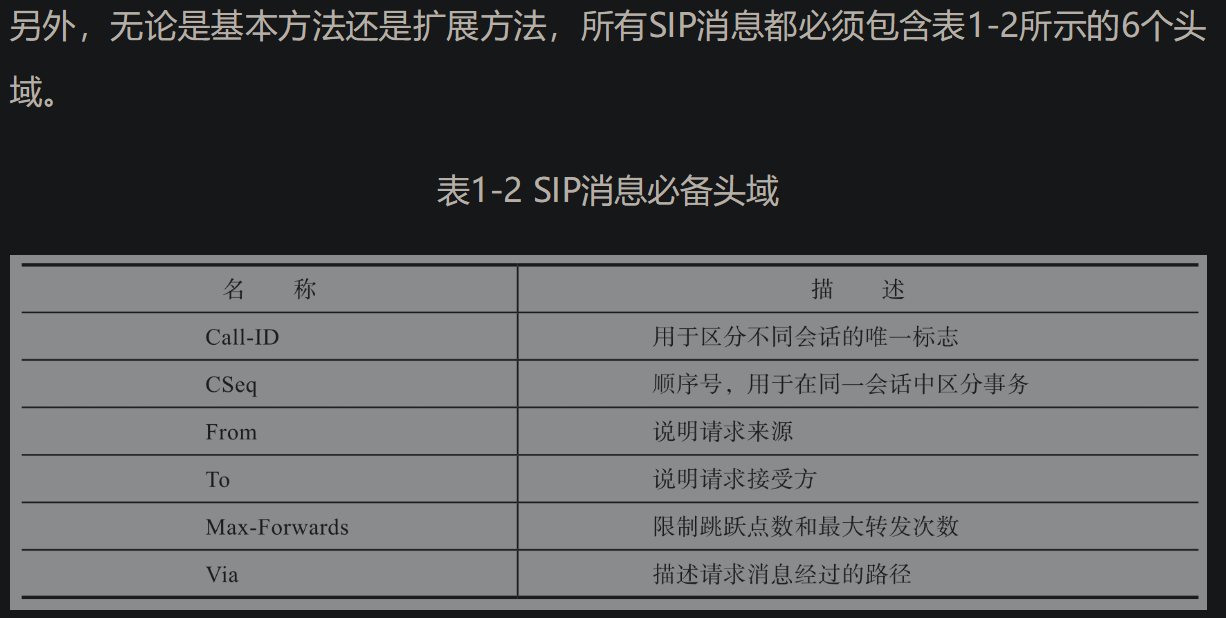 另外，无论是基本方法还是扩展方法，所有SIP消息都必须包含表1-2所示的6个头
域。
表1-2 SIP消息必备头域
名 称 描 述
Call-ID 用于区分不同会话的唯一标志
CSeq 顺序号，用于在同一会话中区分事务
From 说明请求来源
To 说明请求接受方
Max-Forwards 限制跳跃点数和最大转发次数
Via 描述请求消息经过的路径